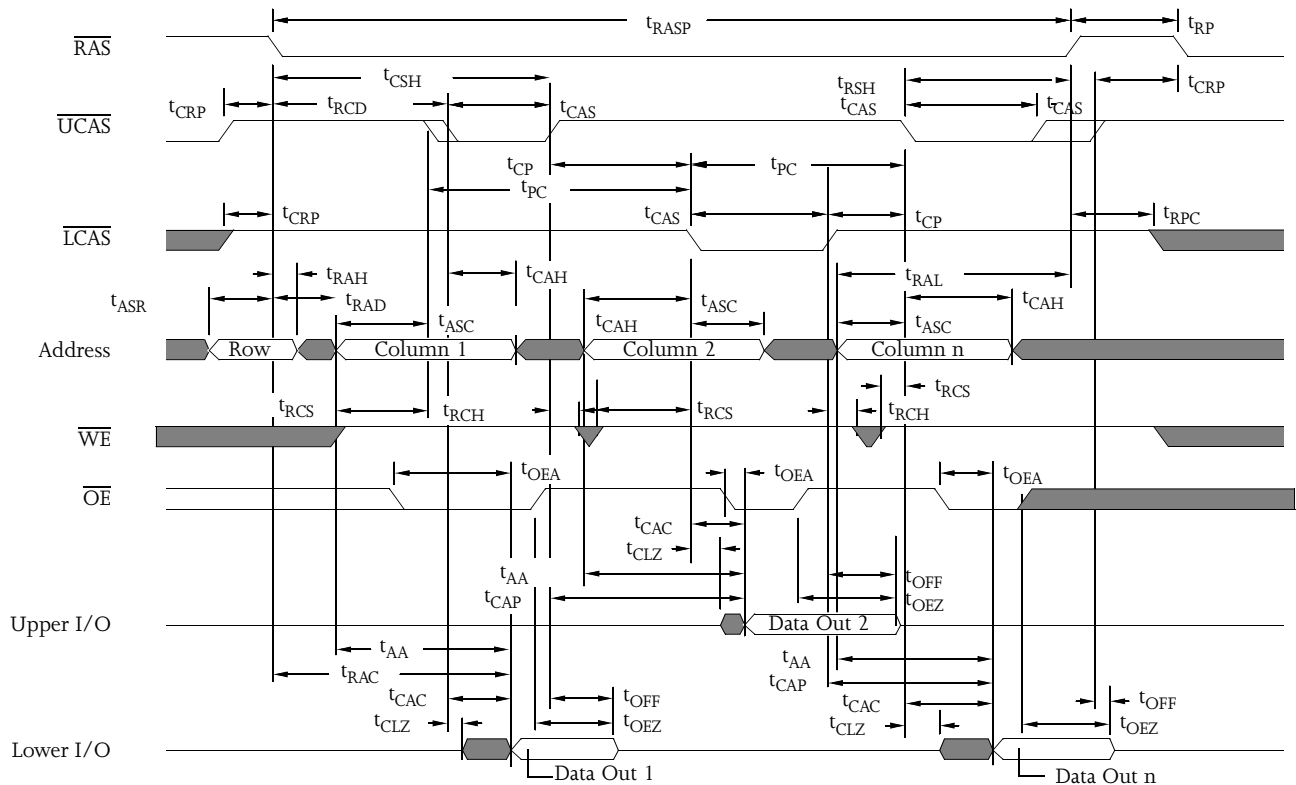 tRASP
tRP
RAS
tCSH
tRSH
tCRP
tRCD
tCAS
tCAS
tCAS
tCRP
UCAS
tCP
tPC
tPC
tCAS
tCP
tCRP
tRPC
LCAS
tRAH
tCAH
tRAL
tASR
tRAD
tASC
tCAH
tASC
tCAH
tASC
Address
Row
Column 1
Column 2
Column n
tRCS
tRCS
tRCH
tRCS
tRCH
WE
tOEA
tOEA
tOEA
OE
tCAC
tCLZ
tAA
tOFF
tCAP
tOEZ
Upper I/O
Data Out 2
tAA
tAA
tRAC
tCAP
tCAC
tOFF
tCAC
tOFF
tCLZ
tOEZ
tCLZ
tOEZ
Lower I/O
Data Out 1
Data Out n